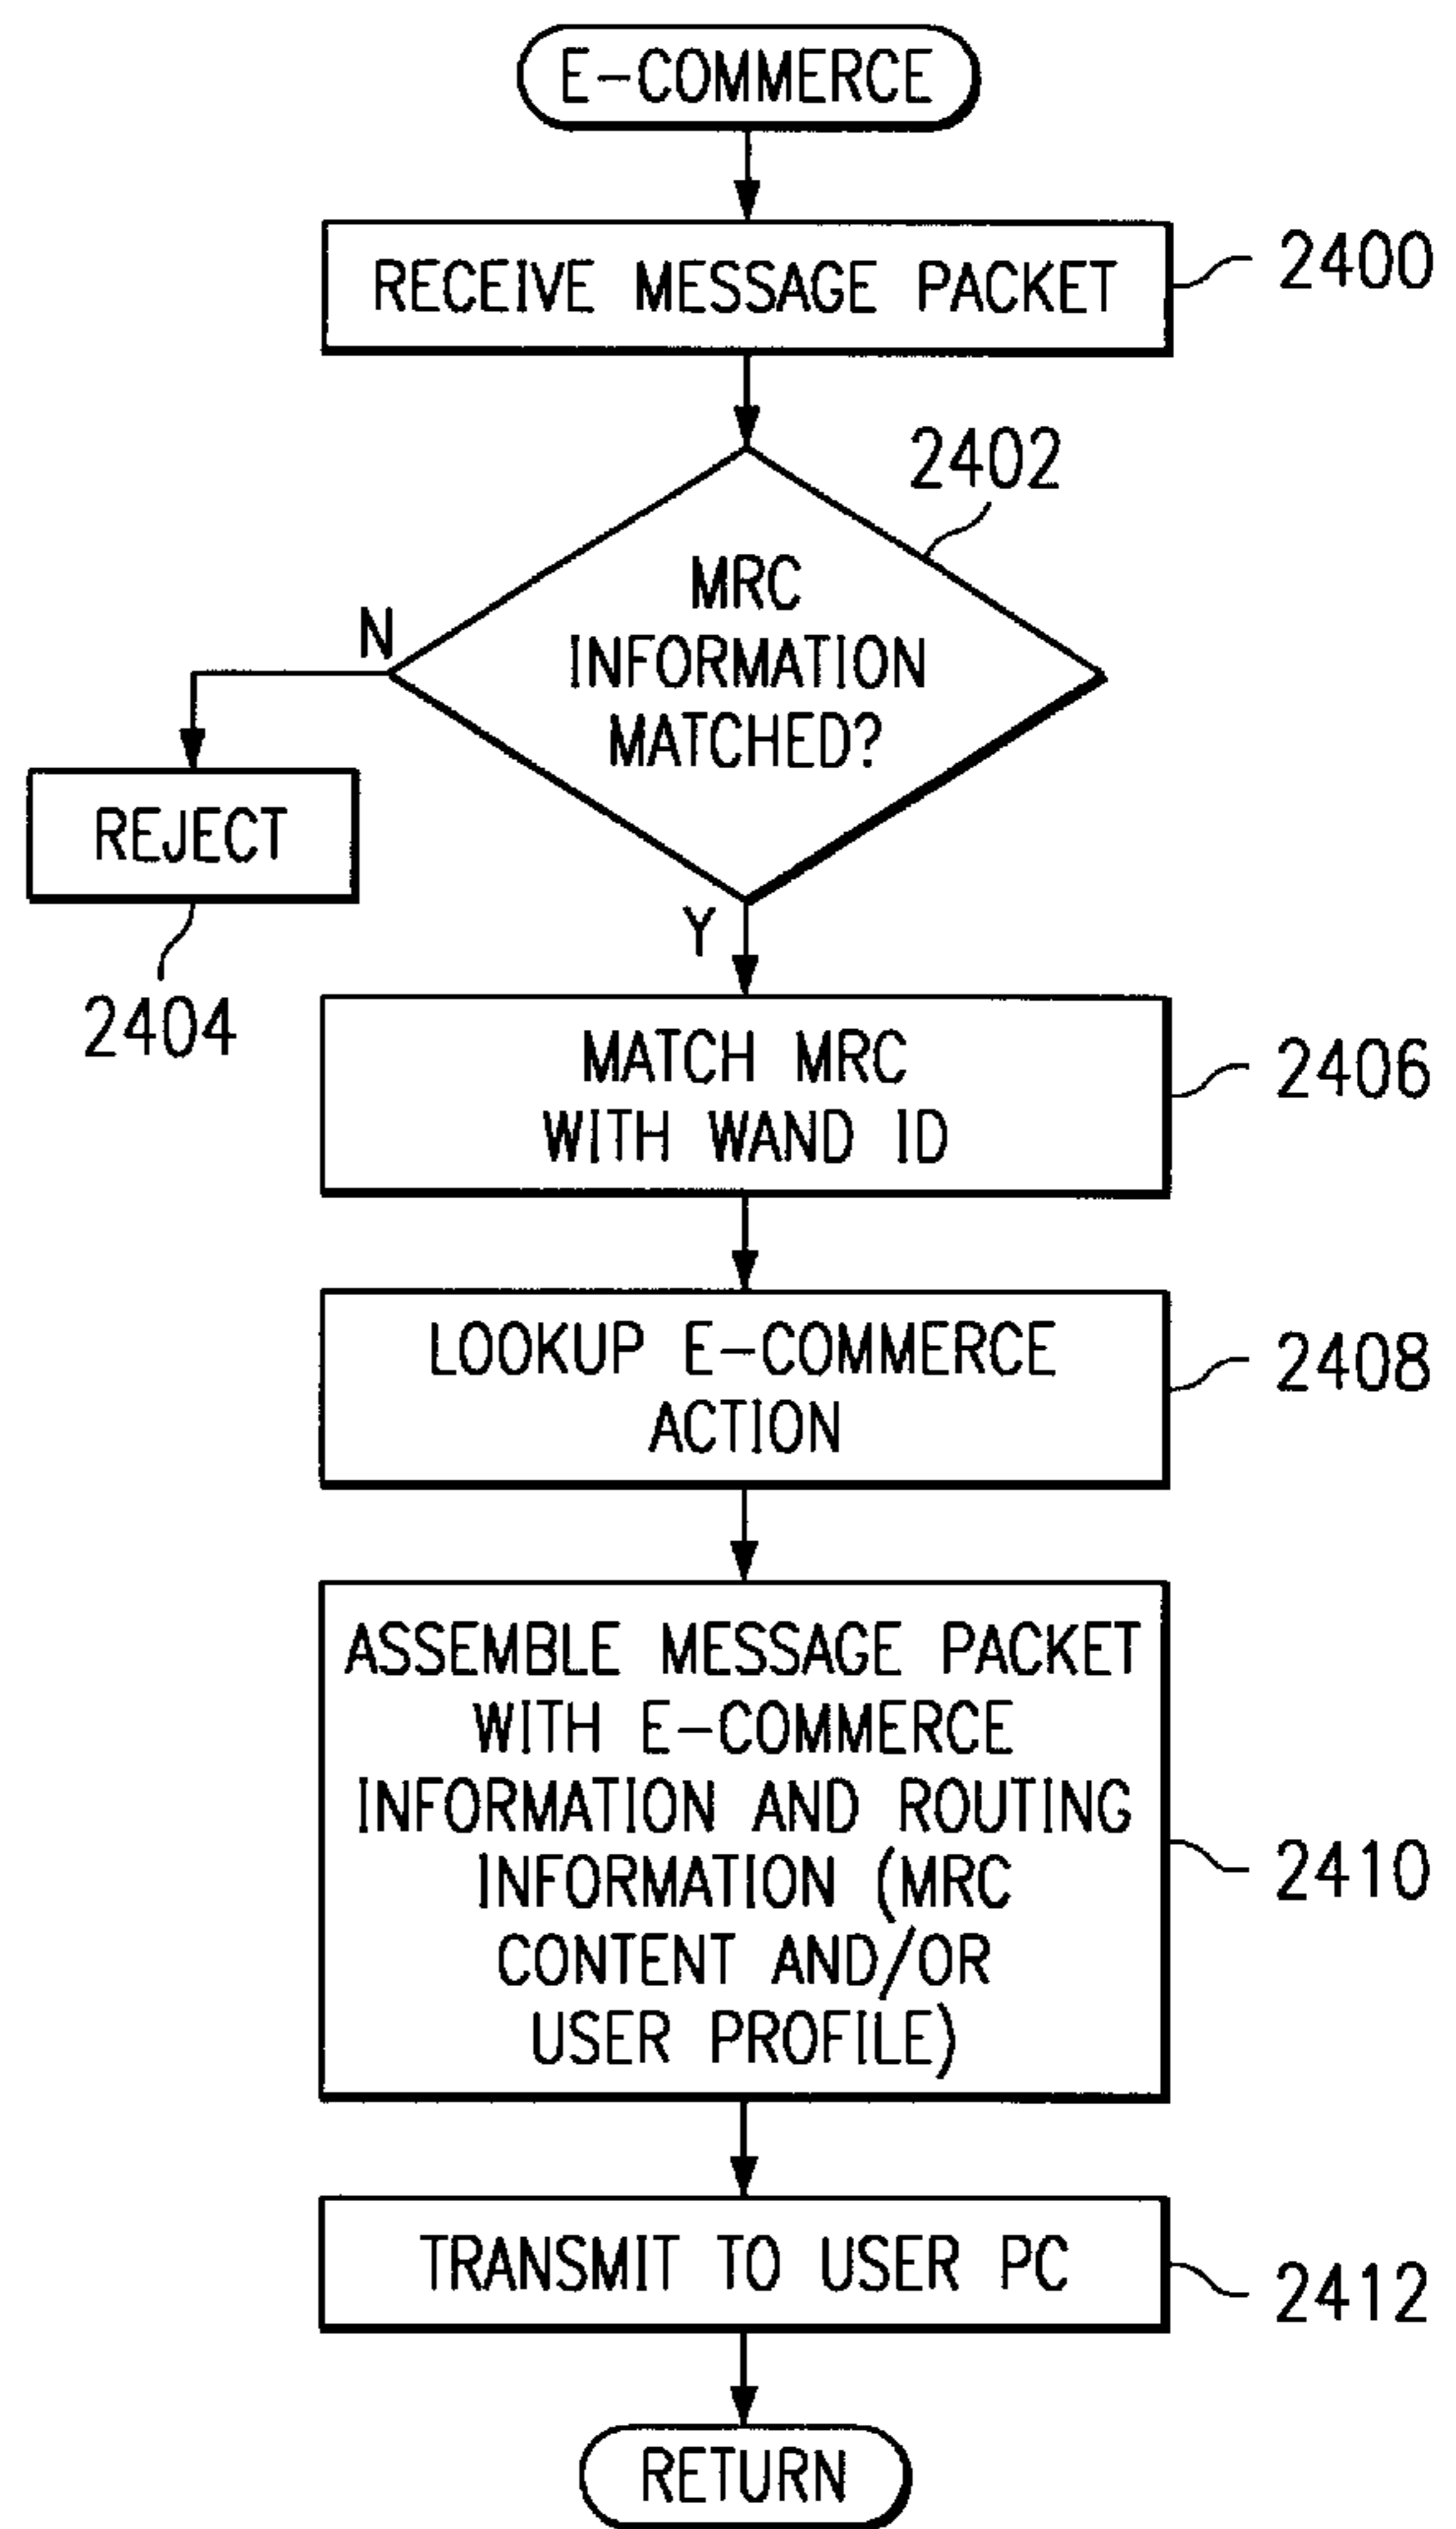 E-COMMERCE
RECEIVE MESSAGE PACKET
2400
2402
MRC
INFORMATION
MATCHED?
N
REJECT
2404
Y
MATCH MRC
WITH WAND ID
2406
LOOKUP E-COMMERCE
ACTION
2408
ASSEMBLE MESSAGE PACKET
WITH E-COMMERCE
INFORMATION AND ROUTING
INFORMATION (MRC
CONTENT AND/OR
USER PROFILE)
2410
TRANSMIT TO USER PC
2412
RETURN